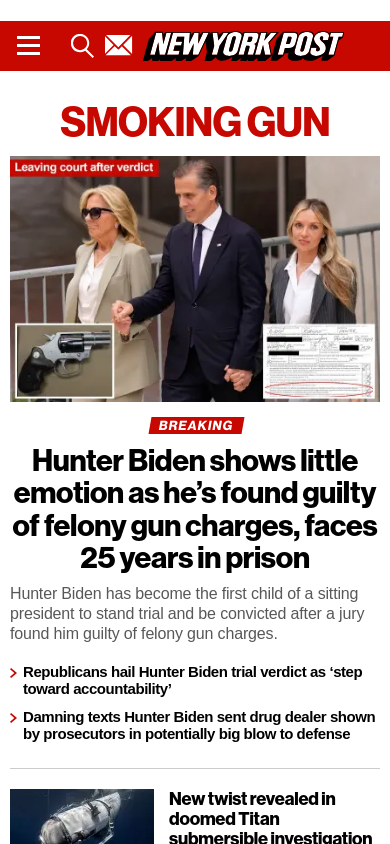 NEW YORK POST
SMOKING GUN
Leaving court after verdict
BREAKING
Hunter Biden shows little
emotion as he’s found guilty
of felony gun charges, faces
25 years in prison
Hunter Biden has become the first child of a sitting
president to stand trial and be convicted after a jury
found him guilty of felony gun charges.
Republicans hail Hunter Biden trial verdict as ‘step
toward accountability’
Damning texts Hunter Biden sent drug dealer shown
by prosecutors in potentially big blow to defense
New twist revealed in
doomed Titan
submersible investigation